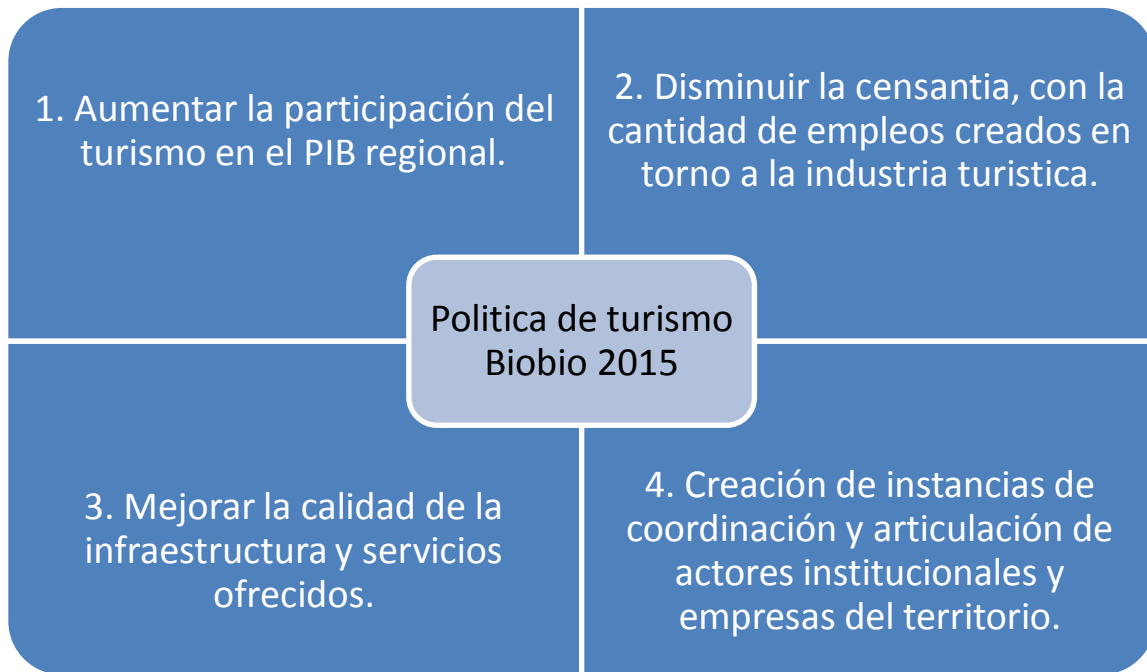 1. Aumentar la participación del
turismo en el PIB regional.
2. Disminuir la censantia, con la
cantidad de empleos creados en
torno a la industria turistica.
Politica de turismo
Biobio 2015
3. Mejorar la calidad de la
infraestructura y servicios
ofrecidos.
4. Creación de instancias de
coordinación y articulación de
actores institucionales y
empresas del territorio.